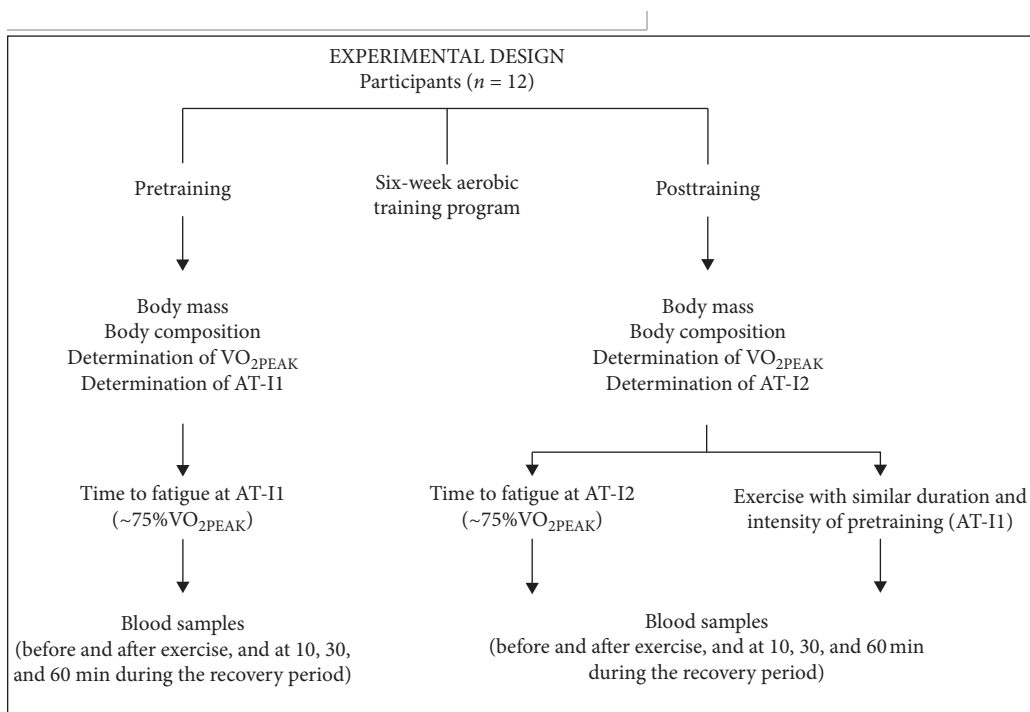 EXPERIMENTAL DESIGN
Participants (n = 12)
Pretraining
Six-week aerobic
training program
Posttraining
Body mass
Body composition
Determination of VO2PEAK
Determination of AT-I1
Body mass
Body composition
Determination of VO2PEAK
Determination of AT-I2
Time to fatigue at AT-I1
(~75%VO2PEAK)
Time to fatigue at AT-I2
(~75%VO2PEAK)
Exercise with similar duration and
intensity of pretraining (AT-I1)
Blood samples
(before and after exercise, and at 10, 30,
and 60 min during the recovery period)
Blood samples
(before and after exercise, and at 10, 30, and 60 min
during the recovery period)